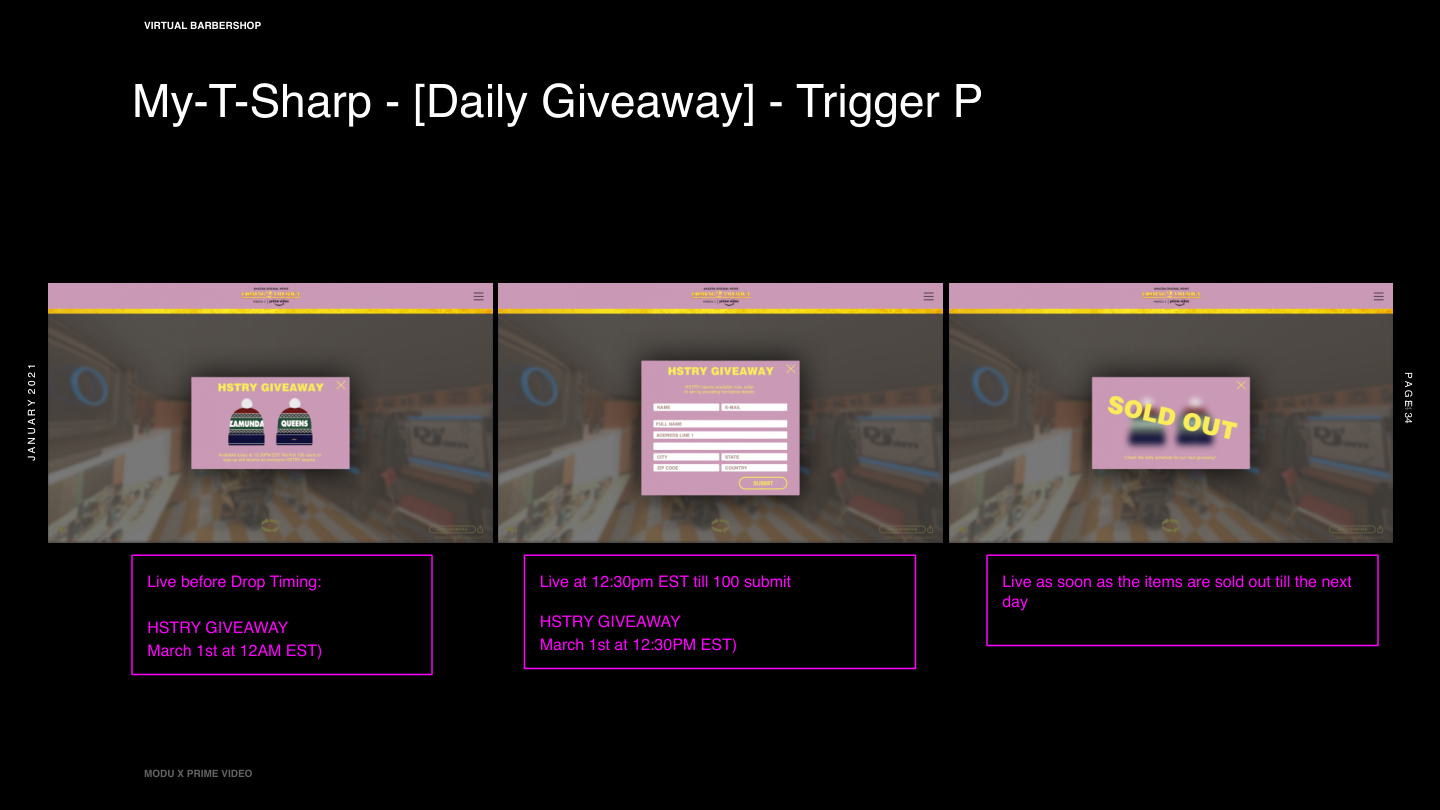 VIRTUAL BARBERSHOP
My-T-Sharp - [Daily Giveaway] - Trigger P
JANUARY 2021
HSTRY GIVEAWAY
ZAMUNDA
QUEENS
HSTRY GIVEAWAY
NAME
E-MAIL
FULL NAME
ADDRESS LINE 1
CITY
STATE
ZIP CODE
COUNTRY
SUBMIT
SOLD OUT
PAGE 34
Live before Drop Timing:
HSTRY GIVEAWAY
March 1st at 12AM EST)
Live at 12:30pm EST till 100 submit
HSTRY GIVEAWAY
March 1st at 12:30PM EST)
Live as soon as the items are sold out till the next
day
MODU X PRIME VIDEO